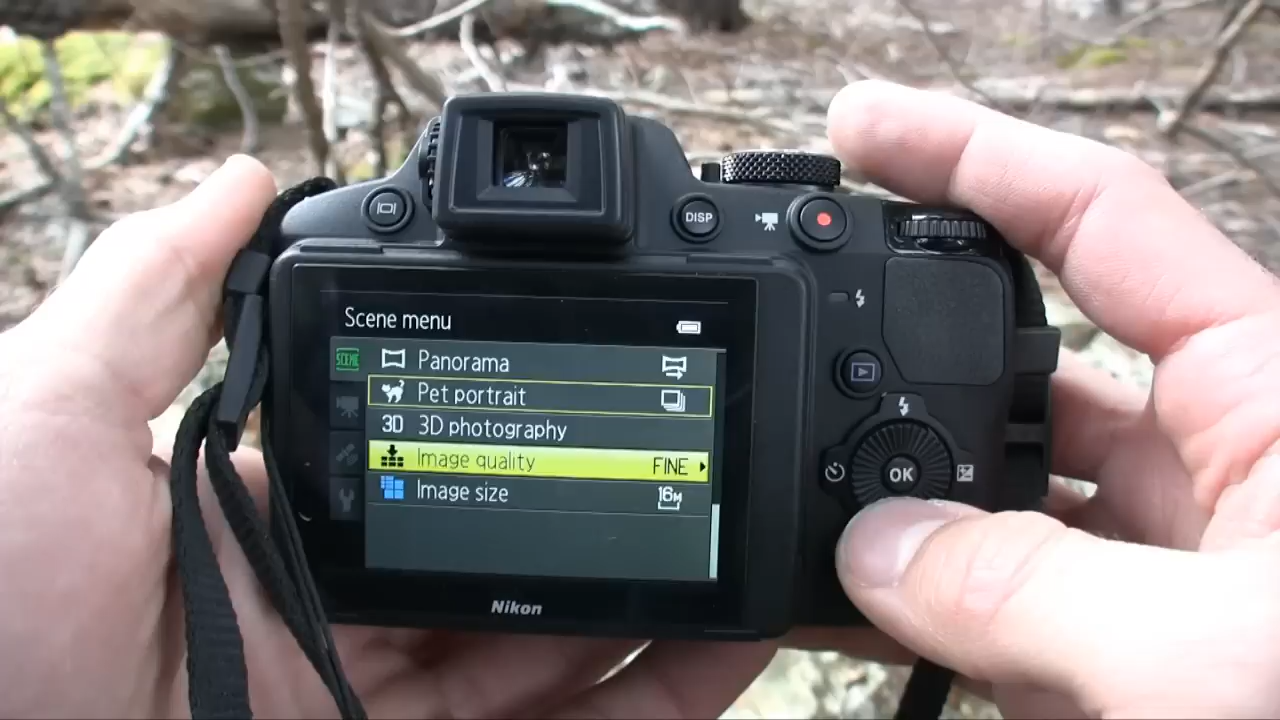 DISP
Scene menu
SCENE
Panorama
Pet portrait
3D 3D photography
Image quality FINE
Image size 16M
OK
Nikon